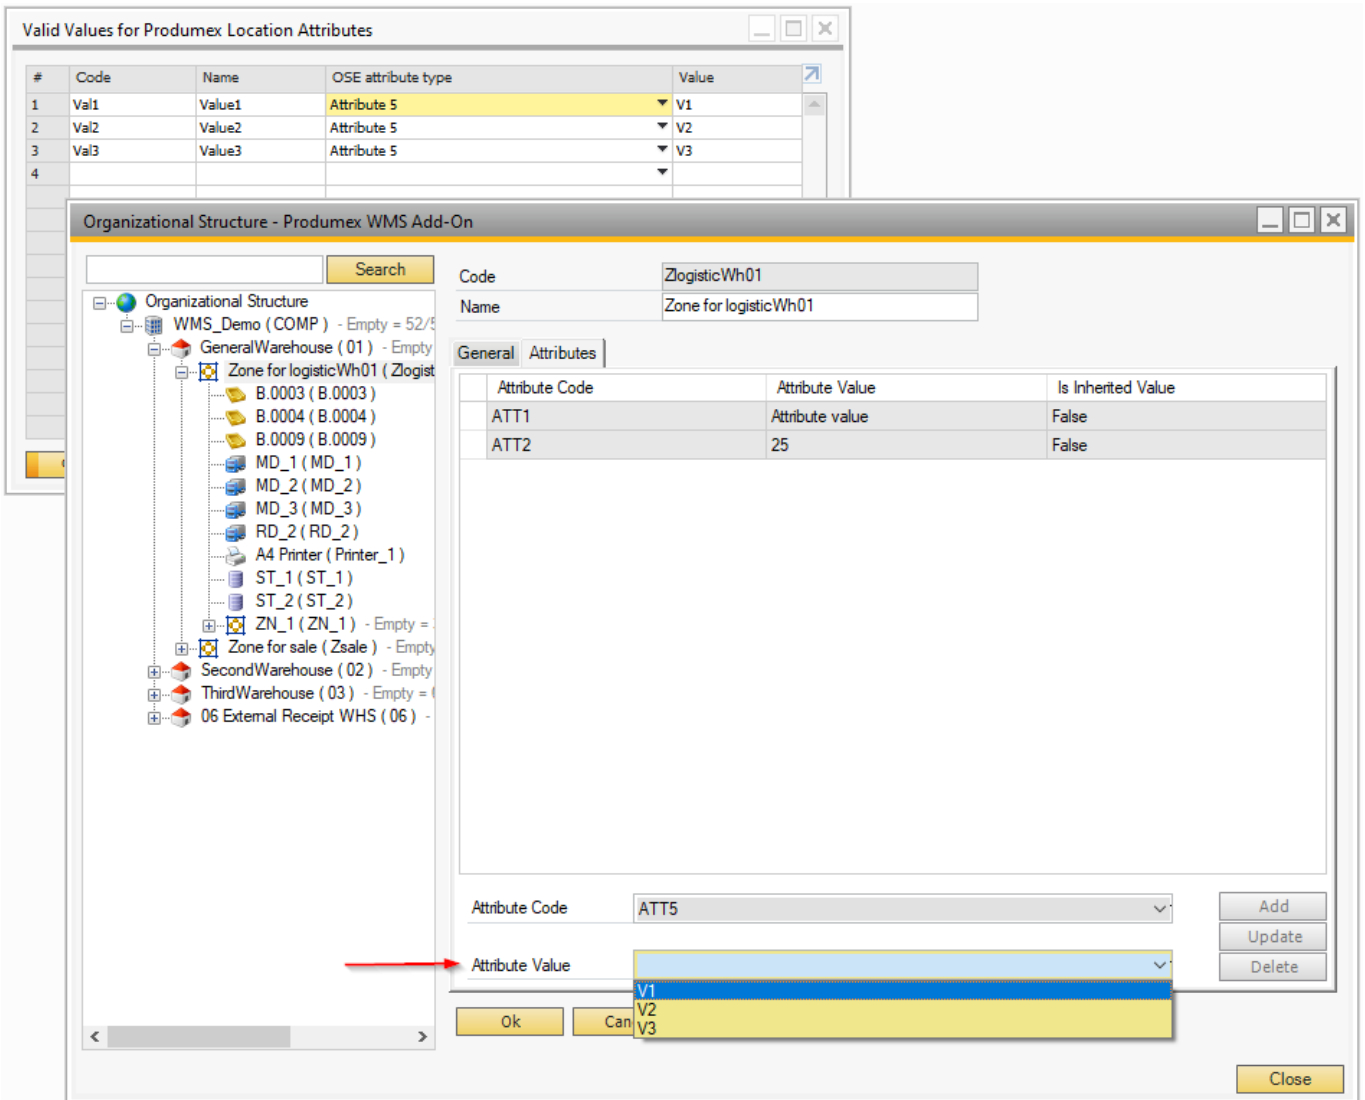 Valid Values for Produmex Location Attributes
# Code Name OSE attribute type Value
1 Val1 Value1 Attribute 5 V1
2 Val2 Value2 Attribute 5 V2
3 Val3 Value3 Attribute 5 V3
4
Organizational Structure - Produmex WMS Add-On
Search
Code ZlogisticWh01
Name Zone for logisticWh01
Organizational Structure
WMS_Demo ( COMP ) - Empty = 52/5
GeneralWarehouse ( 01 ) - Empty
Zone for logisticWh01 ( Zlogist
B.0003 ( B.0003 )
B.0004 ( B.0004 )
B.0009 ( B.0009 )
MD_1 ( MD_1 )
MD_2 ( MD_2 )
MD_3 ( MD_3 )
RD_2 ( RD_2 )
A4 Printer ( Printer_1 )
ST_1 ( ST_1 )
ST_2 ( ST_2 )
ZN_1 ( ZN_1 ) - Empty =
Zone for sale ( Zsale ) - Empty
SecondWarehouse ( 02 ) - Empty
ThirdWarehouse ( 03 ) - Empty =
06 External Receipt WHS ( 06 ) -
General Attributes
Attribute Code Attribute Value Is Inherited Value
ATT1 Attribute value False
ATT2 25 False
Attribute Code ATT5
Add
Update
Attribute Value
Delete
V1
V2
V3
Ok Can
Close